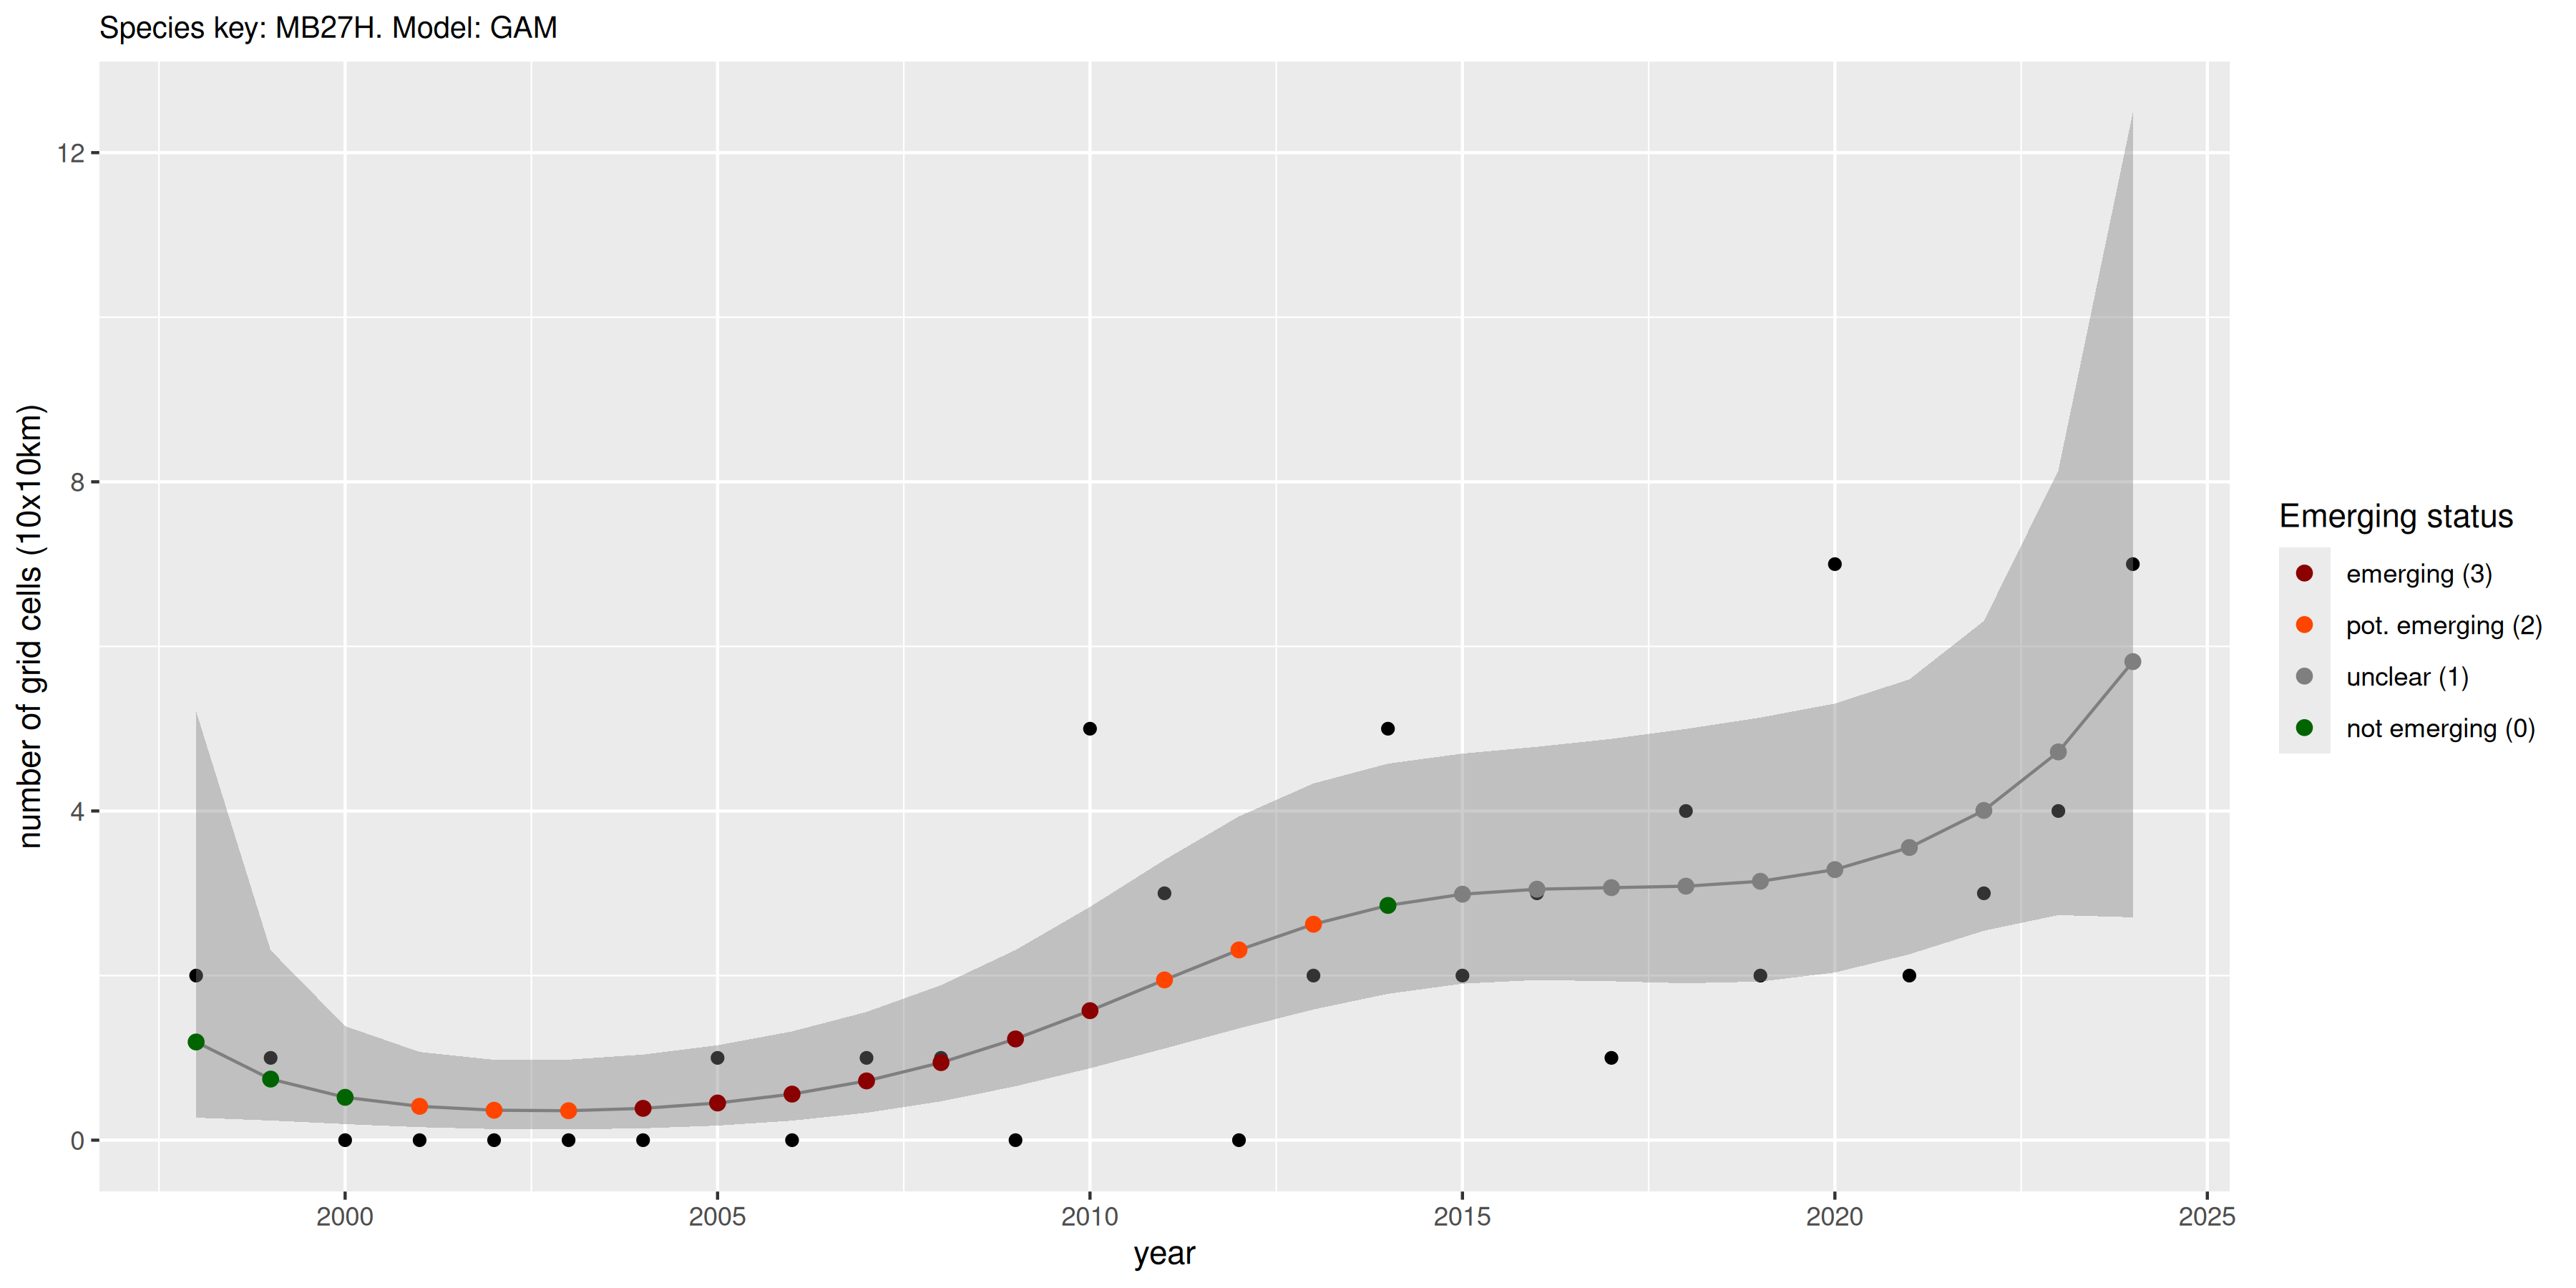 Species key: MB27H. Model: GAM
12
8
4
0
number of grid cells (10x10km)
2000 2005 2010 2015 2020 2025
year
Emerging status
emerging (3)
pot. emerging (2)
unclear (1)
not emerging (0)